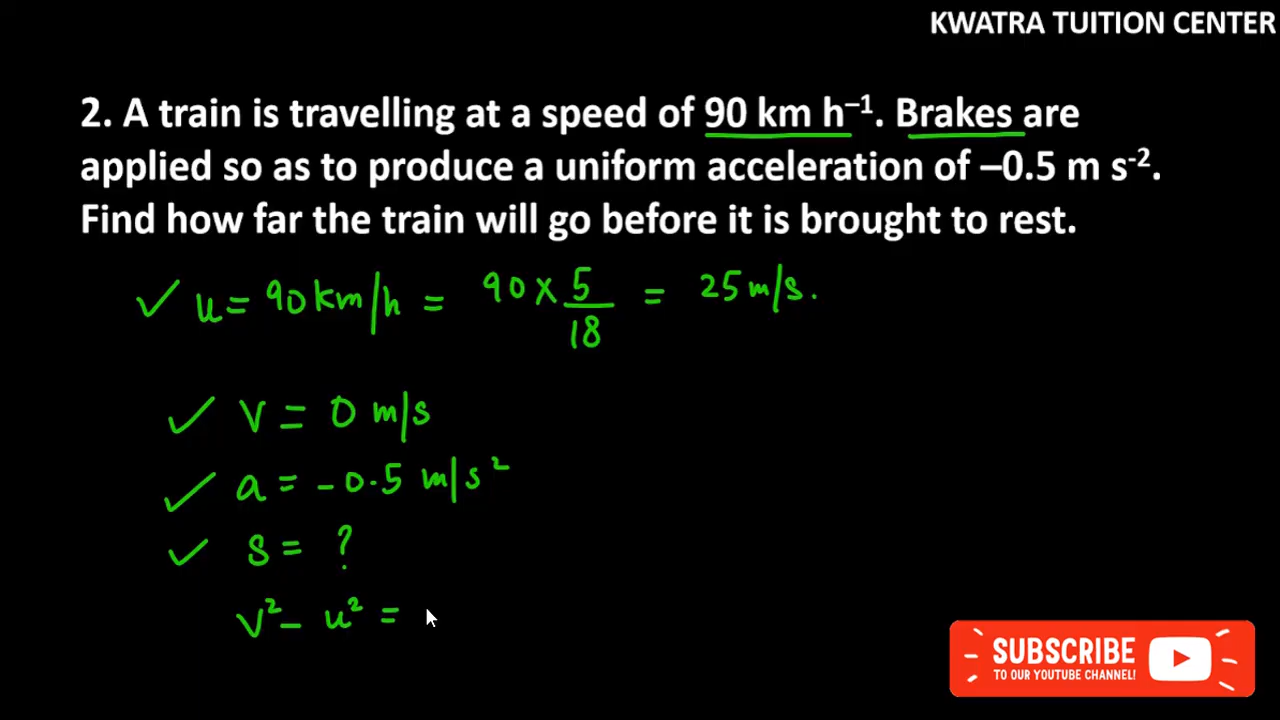 KWATRA TUITION CENTER
2. A train is travelling at a speed of 90 km h⁻¹. Brakes are
applied so as to produce a uniform acceleration of –0.5 m s⁻².
Find how far the train will go before it is brought to rest.
✓ u = 90 km/h = 90 × 5/18 = 25 m/s.
✓ v = 0 m/s
✓ a = -0.5 m/s²
✓ s = ?
v² - u² =
SUBSCRIBE
TO OUR YOUTUBE CHANNEL!